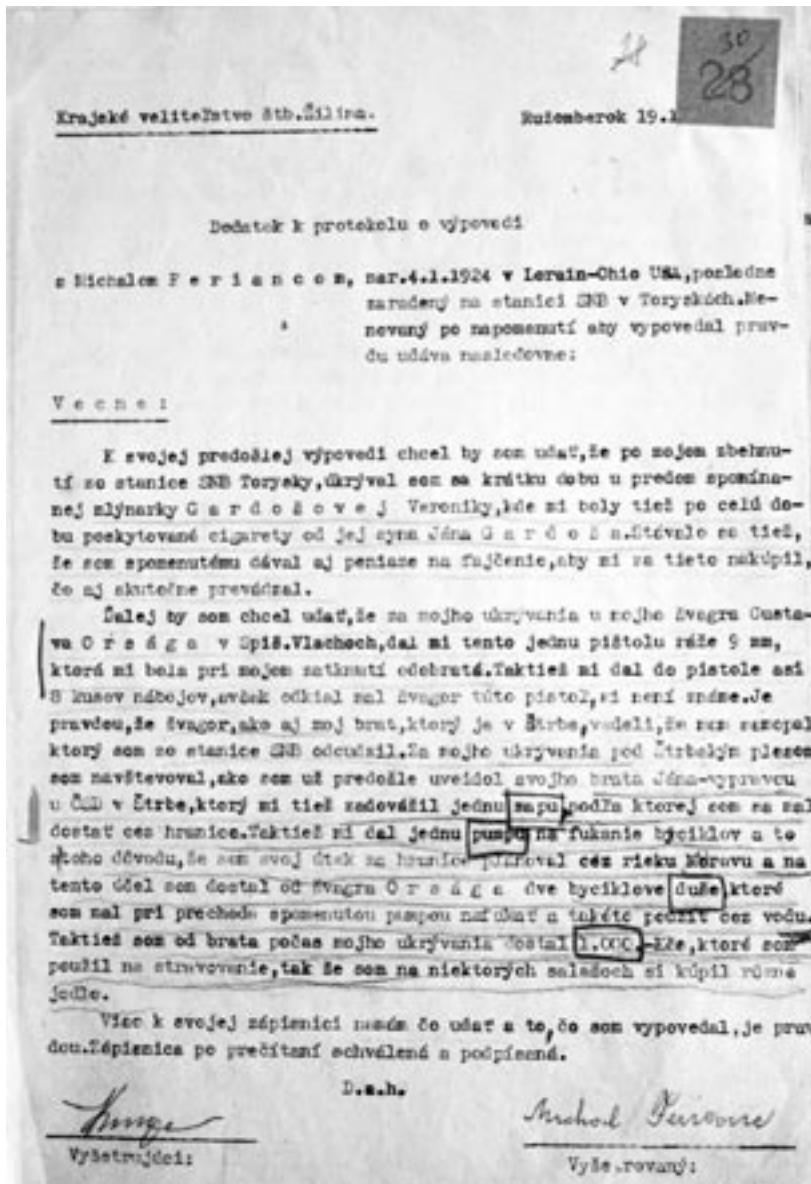 28
30
28
Krajské veliteľstvo štb.Žilina.
Ružomberok 19.1
Dodatok k protokolu o výpovedi
s Michalom P e r i a n c o m, nar.4.1.1924 v Lorain-Ohio USA,posledne
zaradený na stanici SNB v Toryskách.Me-
novaný po napomenutí aby vypovedal prav-
du udáva nasledovne:
V e c n e :
K svojej predošlej výpovedi chcel by som udať,že po mojom zbehnu-
tí zo stanice SNB Torysky,úkrýval som sa krátku dobu u predom spomína-
nej mlynárky G a r d o š o v e j Veroniky,kde mi boly tiež po celú do-
bu poskytované cigarety od jej syna Jána G a r d o š a.Stávalo sa tiež,
že som spomenutému dával aj peniaze na fajčenie,aby mi za tieto nakúpil,
čo aj skutočne prevádzal.
Ďalej by som chcel udať,že za mojho ukrývania u mojho švagra Gusta-
va O r s á g a v Spiš.Vlachoch,dal mi tento jednu pištolu ráže 9 mm,
ktorá mi bola pri mojom zatknutí odobratá.Taktiež mi dal do pistole asi
8 kusov nábojov,avšak odkial mal švagor túto pistol,mi není známe.Je
pravdou,že švagor,ako aj moj brat,ktorý je v Štrbe,vedeli,že mam samopal
ktorý som zo stanice SNB odcudzil.Za mojho ukrývania pod Štrbským plesom
som navštevoval,ako som už predošle uveidol svojho brata Jána-vypravcu
u ČSD v Štrbe,ktorý mi tiež zadovážil jednu mapu,podľa ktorej som sa mal
dostať cez hranice.Taktiež mi dal jednu pumpu na fukanie byciklov a to
z toho dôvodu,že som svoj útek za hranice plánoval cez rieku Moravu a na
tento účel som dostal od švagra O r s á g a dve byciklove duše,ktoré
som mal pri prechode spomenutou pumpou nafúkať a takéto použiť cez vodu.
Taktiež som od brata počas mojho ukrývania dostal 1.000.-Kčs,ktoré som
použil na stravovanie,tak že som na niektorých salašoch si kúpil rôzne
jedlo.
Viac k svojej zápisnici nemám čo udať a to,čo som vypovedal,je prav
dou.Zápisnica po prečítaní schválená a podpísaná.
D.a.h.
Michal
Vyšetrujúci:
Vyše.rovaný: